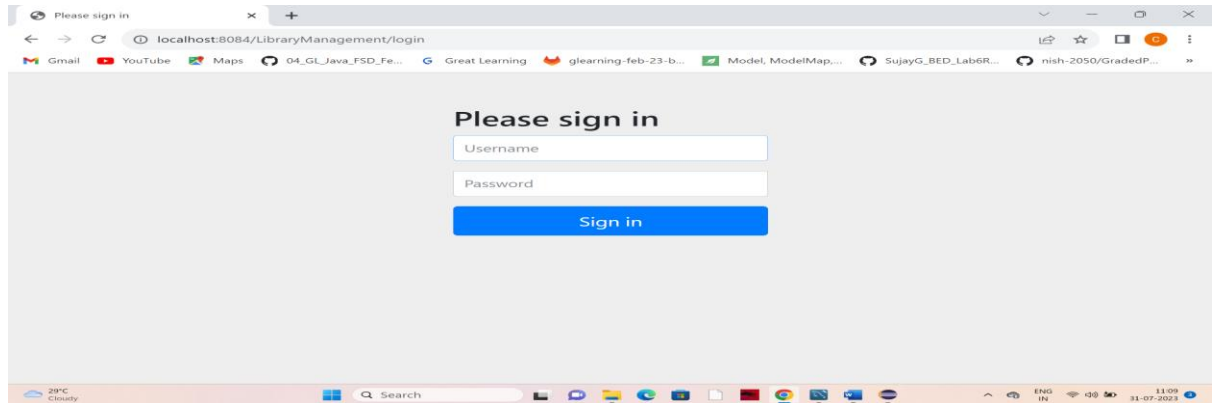 Please sign in
localhost:8084/LibraryManagement/login
Gmail YouTube Maps 04_GL_Java_FSD_Fe... Great Learning glearning-feb-23-b... Model, ModelMap,... SujayG_BED_Lab6R... nish-2050/GradedP... »
Please sign in
Username
Password
Sign in
29°C
Cloudy
Search
ENG
IN
11:09
31-07-2023